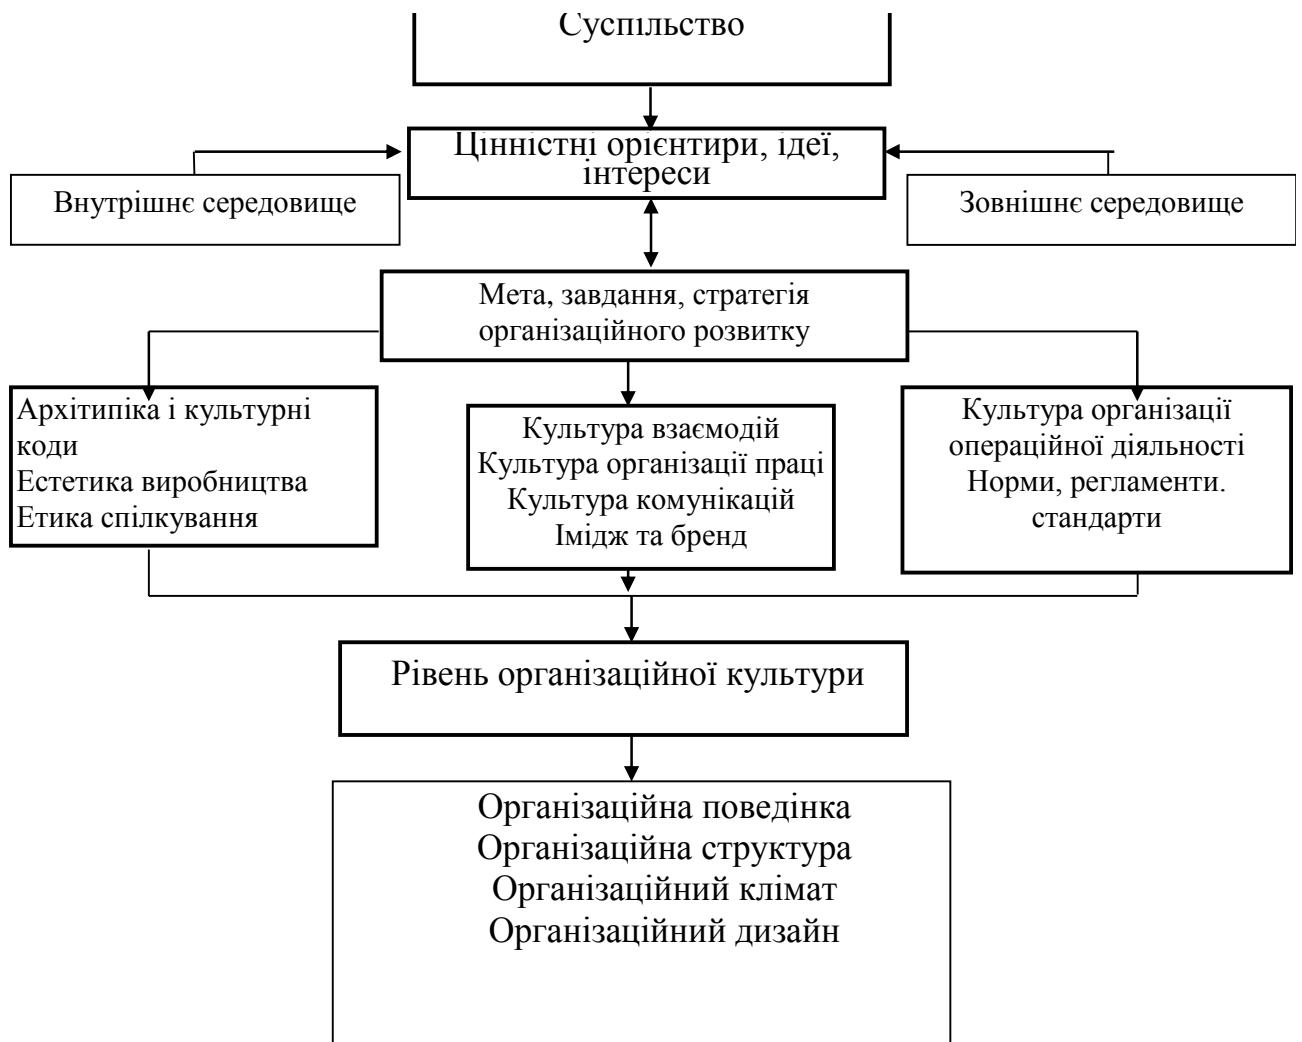 Суспільство
Цінністні орієнтири, ідеї,
інтереси
Внутрішнє середовище
Зовнішнє середовище
Мета, завдання, стратегія
організаційного розвитку
Архітипіка і культурні
коди
Естетика виробництва
Етика спілкування
Культура взаємодій
Культура організації праці
Культура комунікацій
Імідж та бренд
Культура організації
операційної діяльності
Норми, регламенти.
стандарти
Рівень організаційної культури
Організаційна поведінка
Організаційна структура
Організаційний клімат
Організаційний дизайн